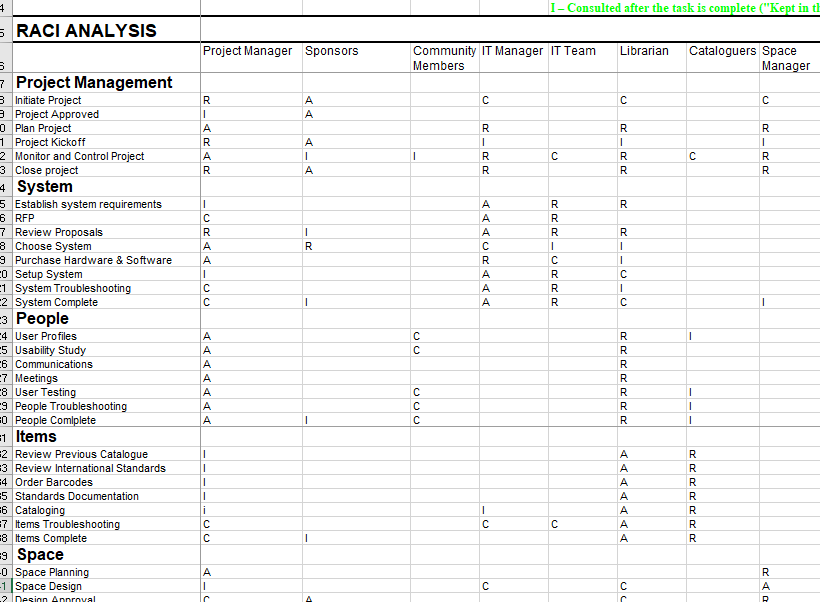 I – Consulted after the task is complete ("Kept in th
RACI ANALYSIS
Project Manager Sponsors Community Members IT Manager IT Team Librarian Cataloguers Space Manager
7 Project Management
Initiate Project R A C C C
Project Approved I A
Plan Project A R R R
Project Kickoff R A I I I
Monitor and Control Project A I I R C R C R
Close project R A R R R
System
Establish system requirements I A R R
RFP C A R
Review Proposals R I A R R
Choose System A R C I I
Purchase Hardware & Software A R C I
Setup System I A R C
System Troubleshooting C A R I
System Complete C I A R C I
People
User Profiles A C R I
Usability Study A C R
Communications A R
Meetings A R
User Testing A C R I
People Troubleshooting A C R I
People Comlplete A I C R I
Items
Review Previous Catalogue I A R
Review International Standards I A R
Order Barcodes I A R
Standards Documentation I A R
Cataloging i I A R
Items Troubleshooting C C C A R
Items Complete C I A R
Space
Space Planning A R
Space Design I C C A
Design Approval C A C R